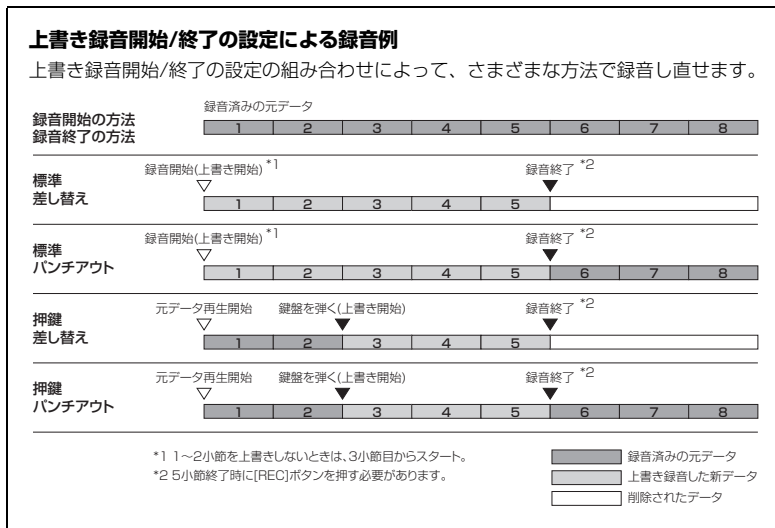 上書き録音開始/終了の設定による録音例
上書き録音開始/終了の設定の組み合わせによって、さまざまな方法で録音し直せます。
録音開始の方法
録音終了の方法
録音済みの元データ
1 2 3 4 5 6 7 8
標準
差し替え
録音開始(上書き開始) *1 録音終了 *2
1 2 3 4 5
標準
パンチアウト
録音開始(上書き開始) *1 録音終了 *2
1 2 3 4 5 6 7 8
押鍵
差し替え
元データ再生開始 鍵盤を弾く(上書き開始) 録音終了 *2
1 2 3 4 5
押鍵
パンチアウト
元データ再生開始 鍵盤を弾く(上書き開始) 録音終了 *2
1 2 3 4 5 6 7 8
*1 1～2小節を上書きしないときは、3小節目からスタート。
*2 5小節終了時に[REC]ボタンを押す必要があります。
録音済みの元データ
上書き録音した新データ
削除されたデータ